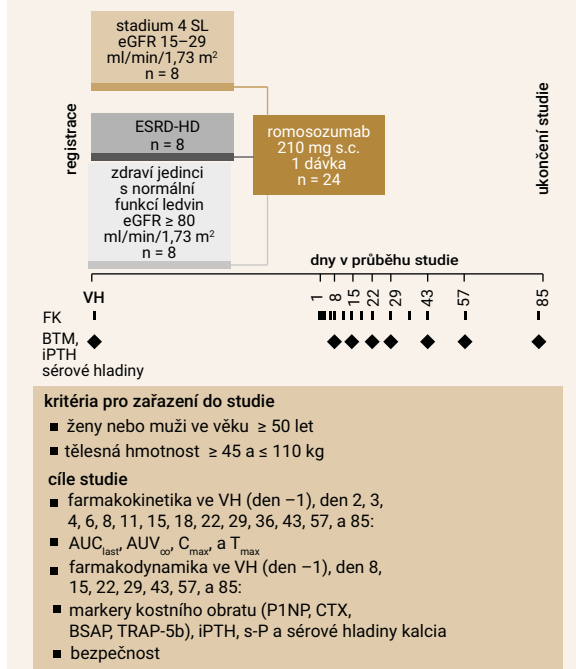 stadium 4 SL
eGFR 15–29
ml/min/1,73 m²
n = 8
registrace
ESRD-HD
n = 8
zdraví jedinci
s normální
funkcí ledvin
eGFR ≥ 80
ml/min/1,73 m²
n = 8
romosozumab
210 mg s.c.
1 dávka
n = 24
ukončení studie
dny v průběhu studie
VH 1 8 15 22 29 43 57 85
FK
BTM,
iPTH
sérové hladiny
kritéria pro zařazení do studie
■ ženy nebo muži ve věku ≥ 50 let
■ tělesná hmotnost ≥ 45 a ≤ 110 kg
cíle studie
■ farmakokinetika ve VH (den –1), den 2, 3,
4, 6, 8, 11, 15, 18, 22, 29, 36, 43, 57, a 85:
■ AUClast, AUV∞, Cmax, a Tmax
■ farmakodynamika ve VH (den –1), den 8,
15, 22, 29, 43, 57, a 85:
■ markery kostního obratu (P1NP, CTX,
BSAP, TRAP-5b), iPTH, s-P a sérové hladiny kalcia
■ bezpečnost